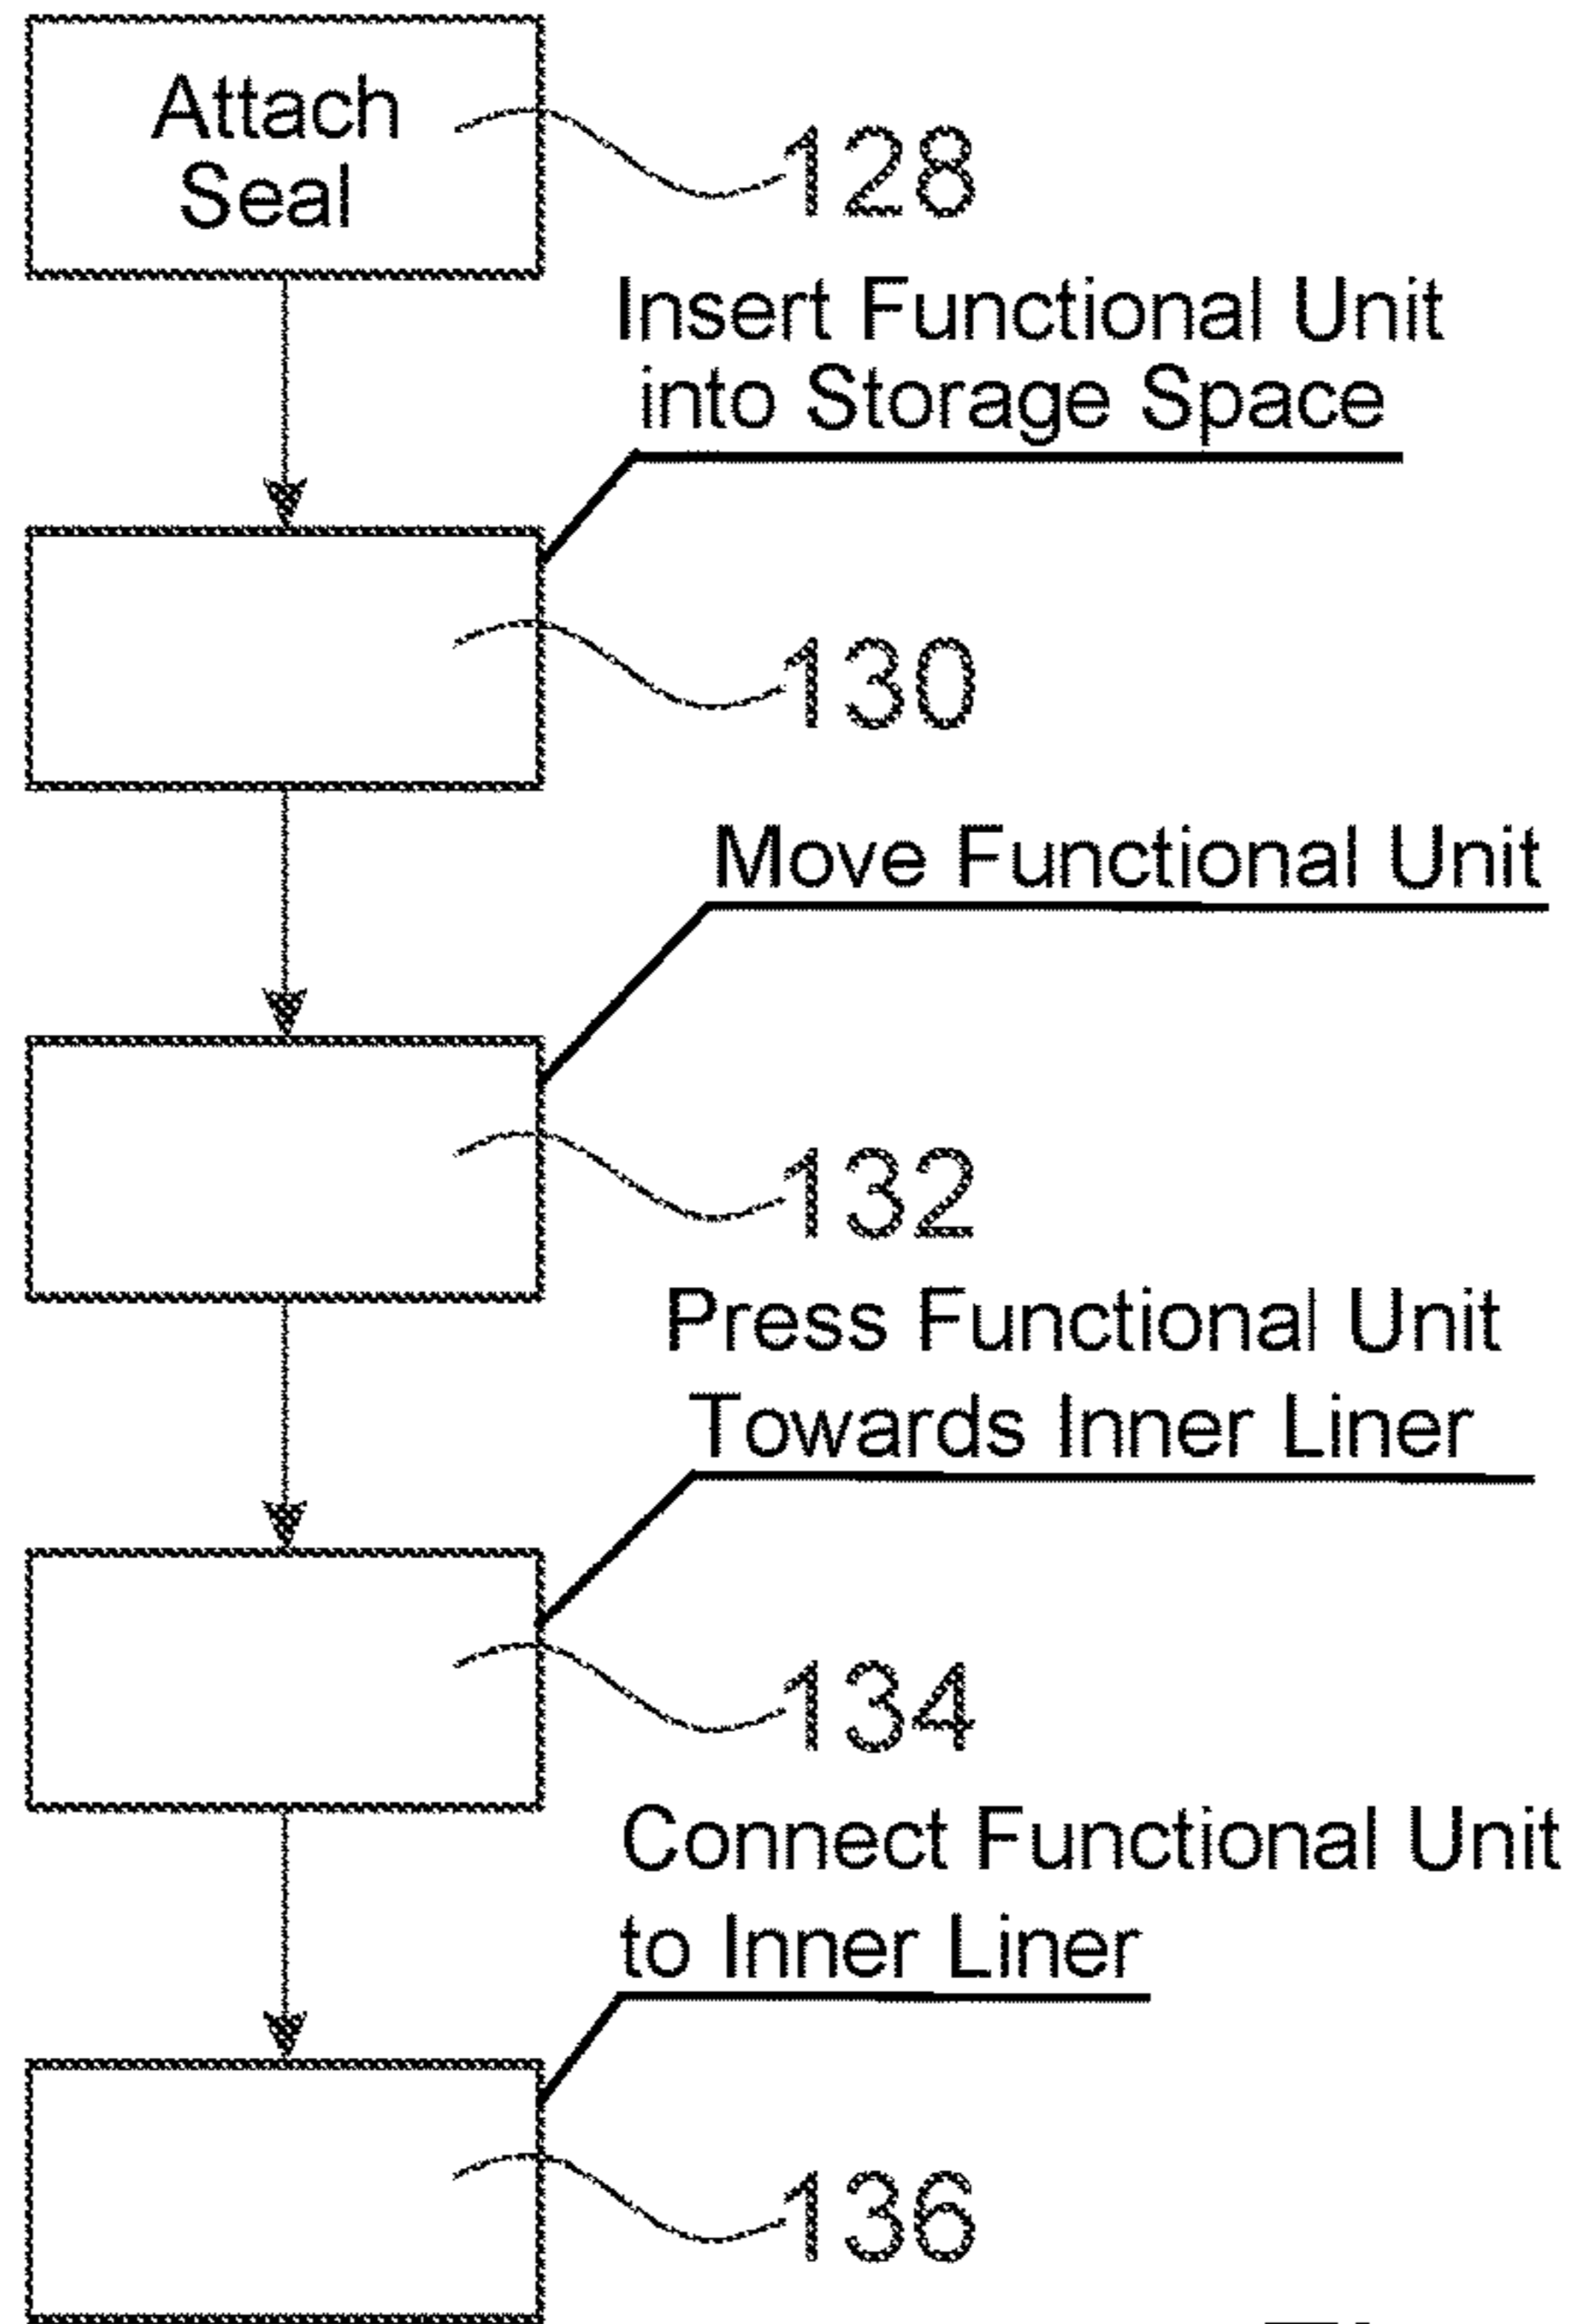 Attach
Seal
128
Insert Functional Unit
into Storage Space
130
Move Functional Unit
132
Press Functional Unit
Towards Inner Liner
134
Connect Functional Unit
to Inner Liner
136